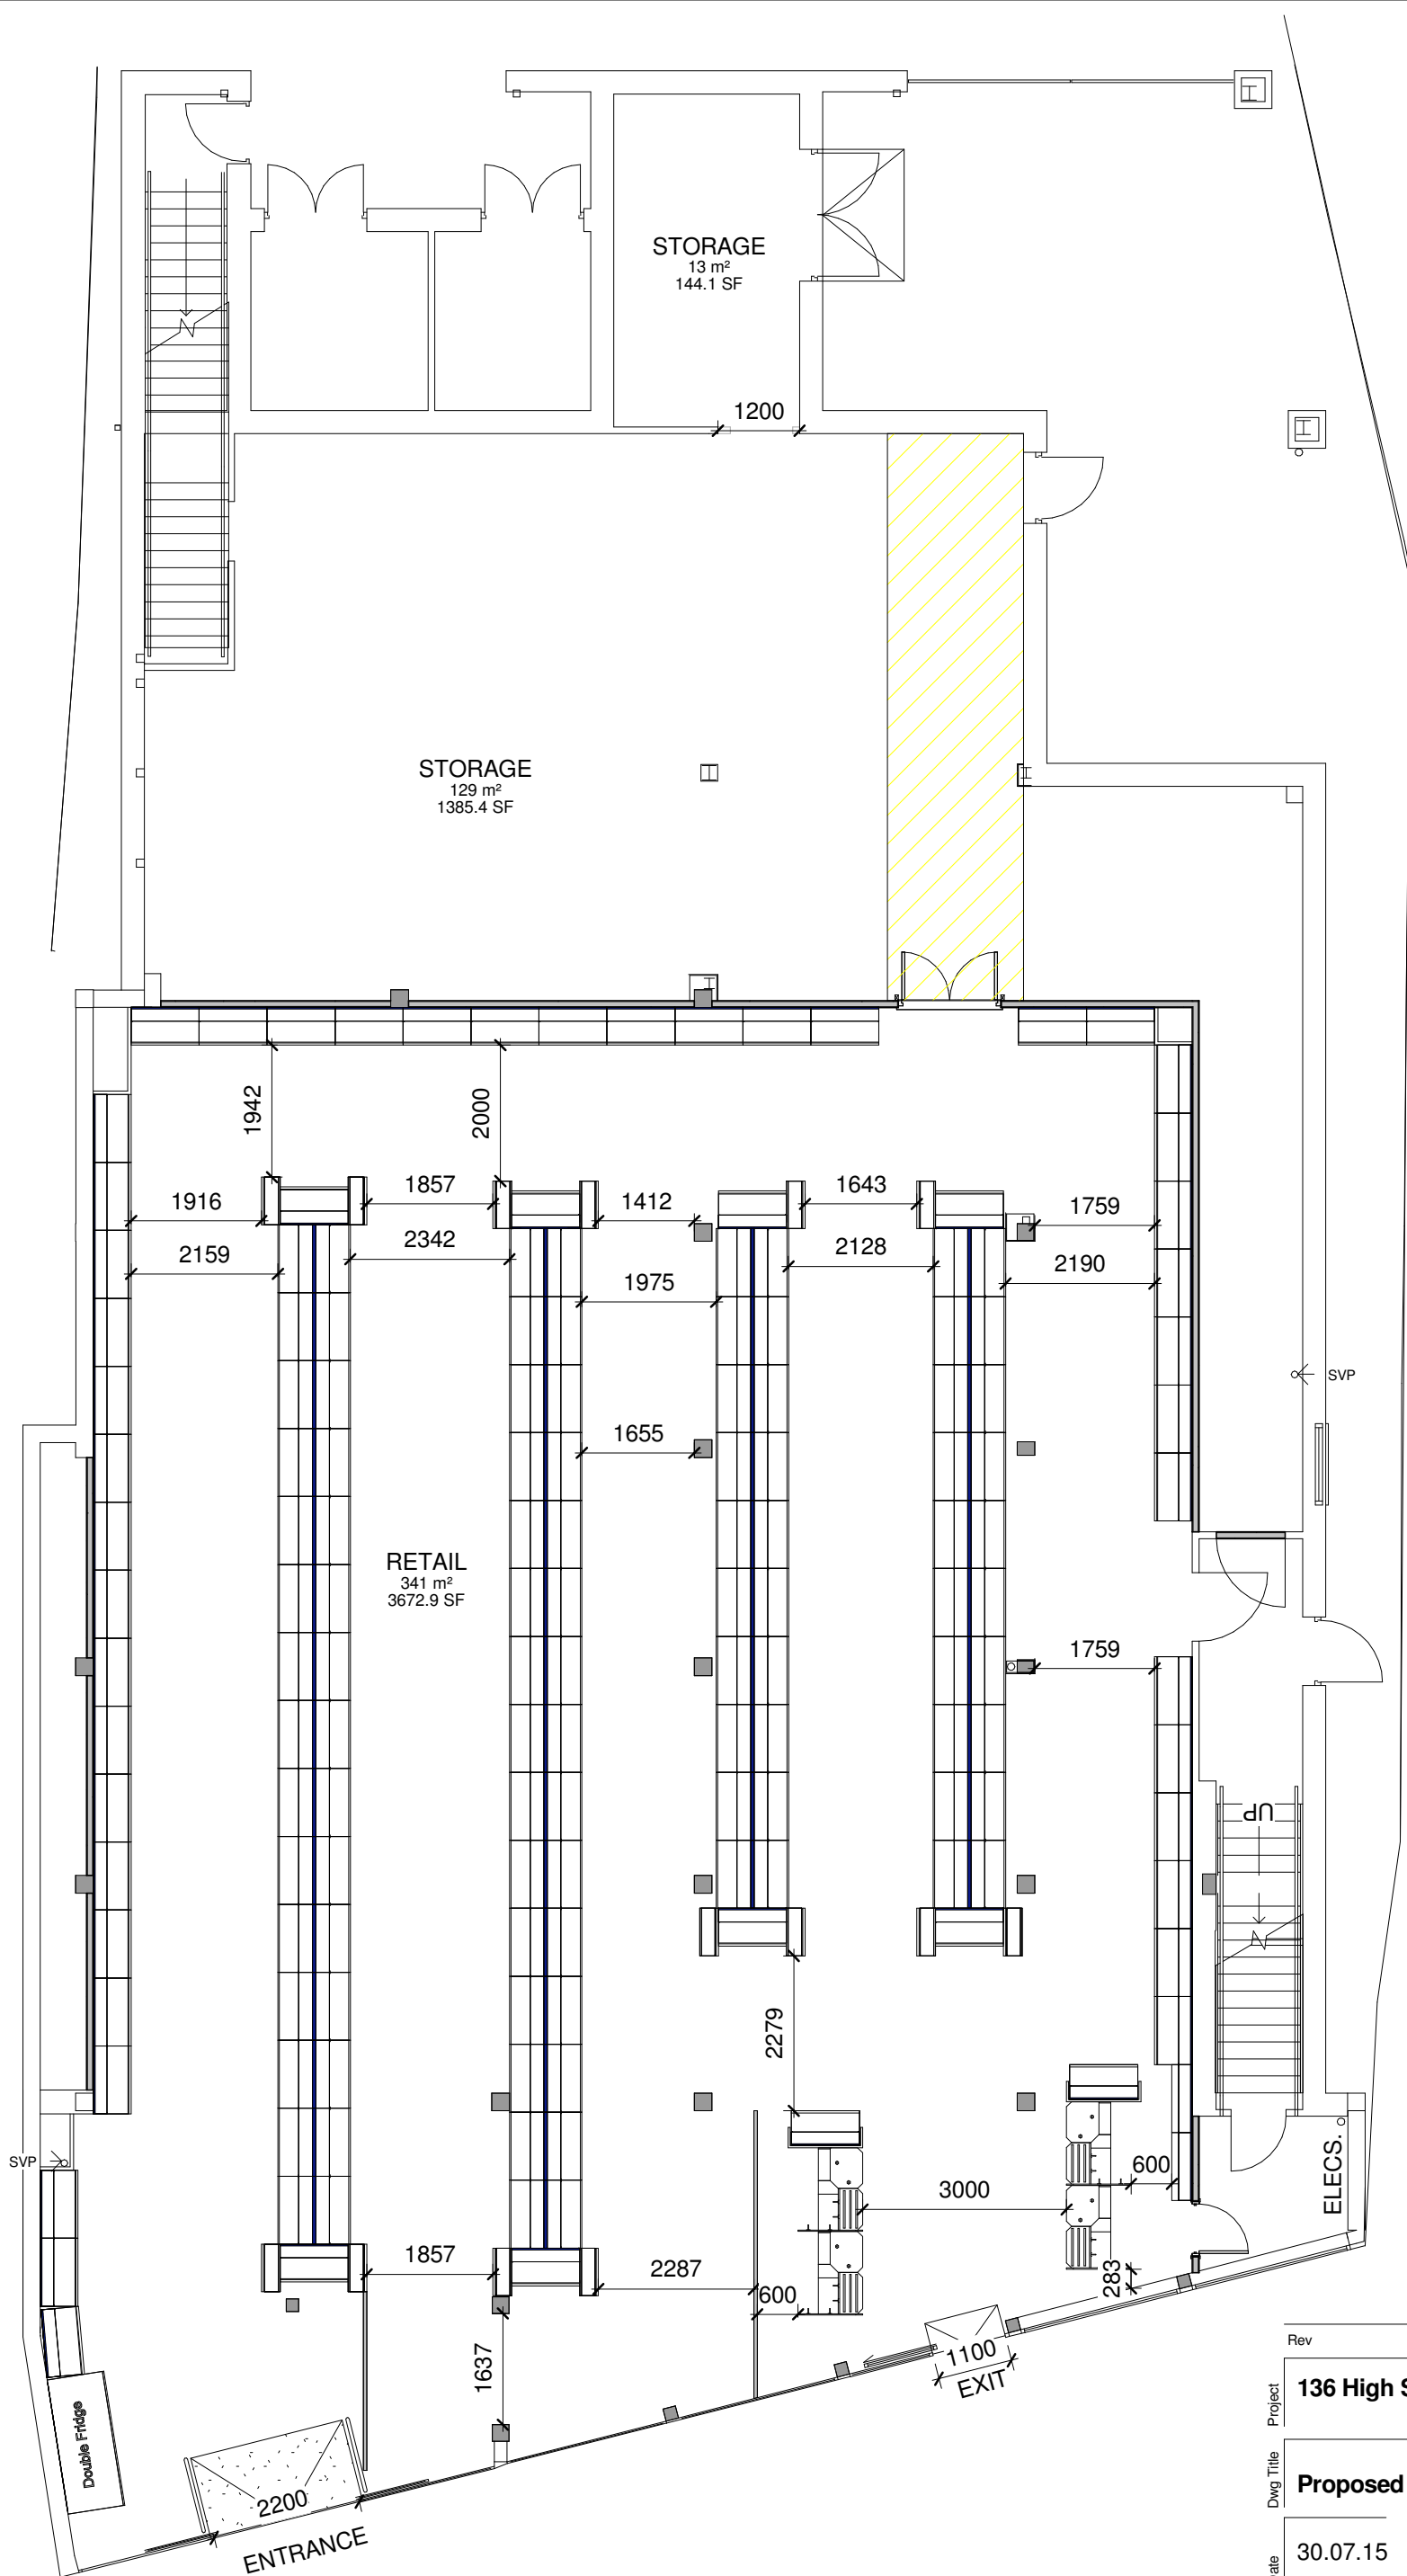 STORAGE
13 m²
144.1 SF
1200
STORAGE
129 m²
1385.4 SF
1942
2000
1916
1857
1412
1643
1759
2159
2342
1975
2128
2190
SVP
1655
RETAIL
341 m²
3672.9 SF
1759
UP
2279
SVP
600
3000
ELECS.
1857
2287
600
283
1637
1100
EXIT
Double Fridge
2200
ENTRANCE
Rev
Project
136 High S
Dwg Title
Proposed
ate
30.07.15